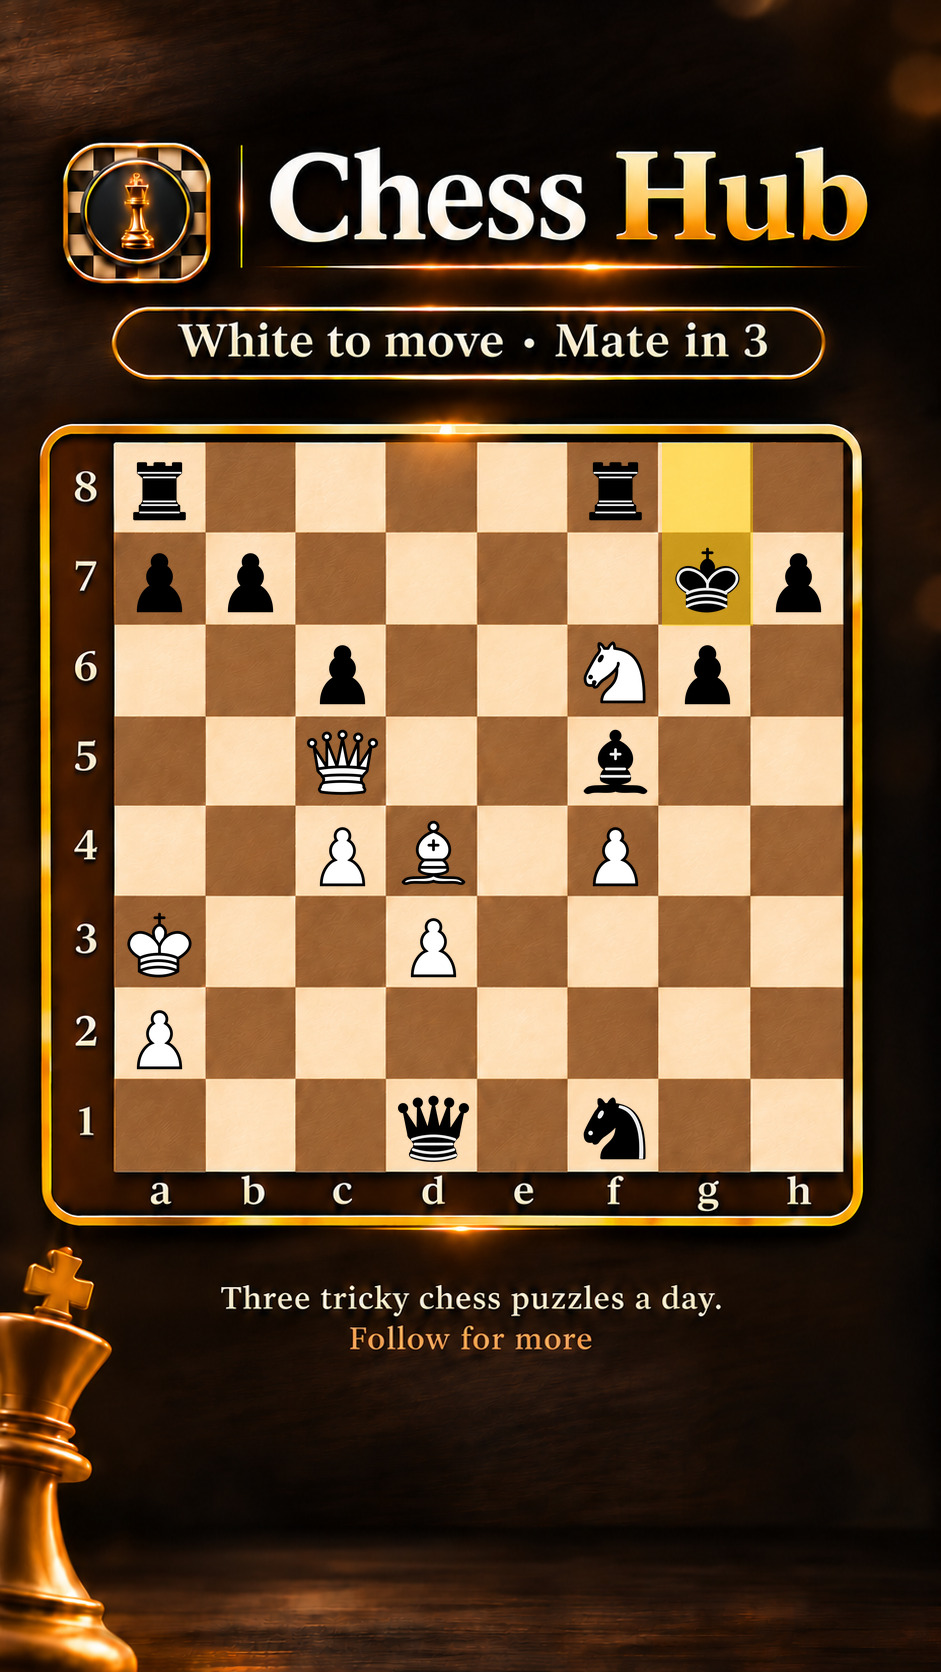 Chess Hub
White to move • Mate in 3
8
7
6
5
4
3
2
1
a b c d e f g h
Three tricky chess puzzles a day.
Follow for more